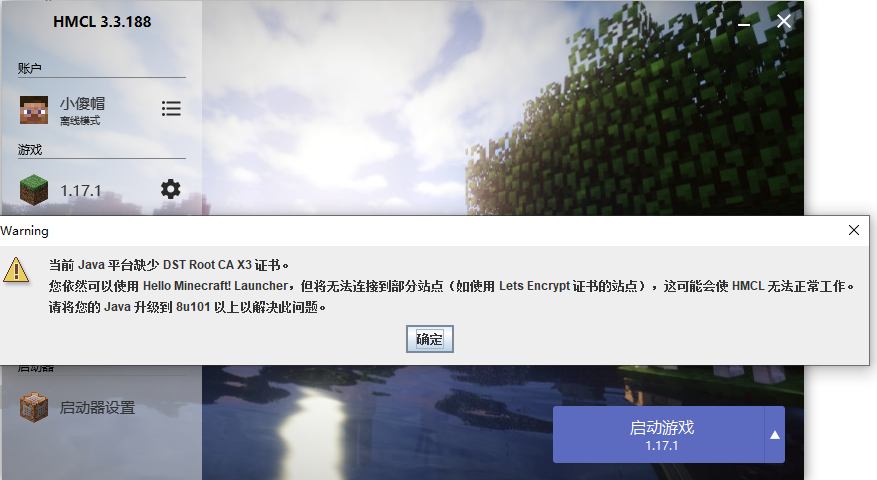 HMCL 3.3.188
账户
小傻帽
离线模式
游戏
1.17.1
Warning
当前 Java 平台缺少 DST Root CA X3 证书。
您依然可以使用 Hello Minecraft! Launcher，但将无法连接到部分站点（如使用 Lets Encrypt 证书的站点），这可能会使 HMCL 无法正常工作。
请将您的 Java 升级到 8u101 以上以解决此问题。
确定
启动器
启动器设置
启动游戏
1.17.1